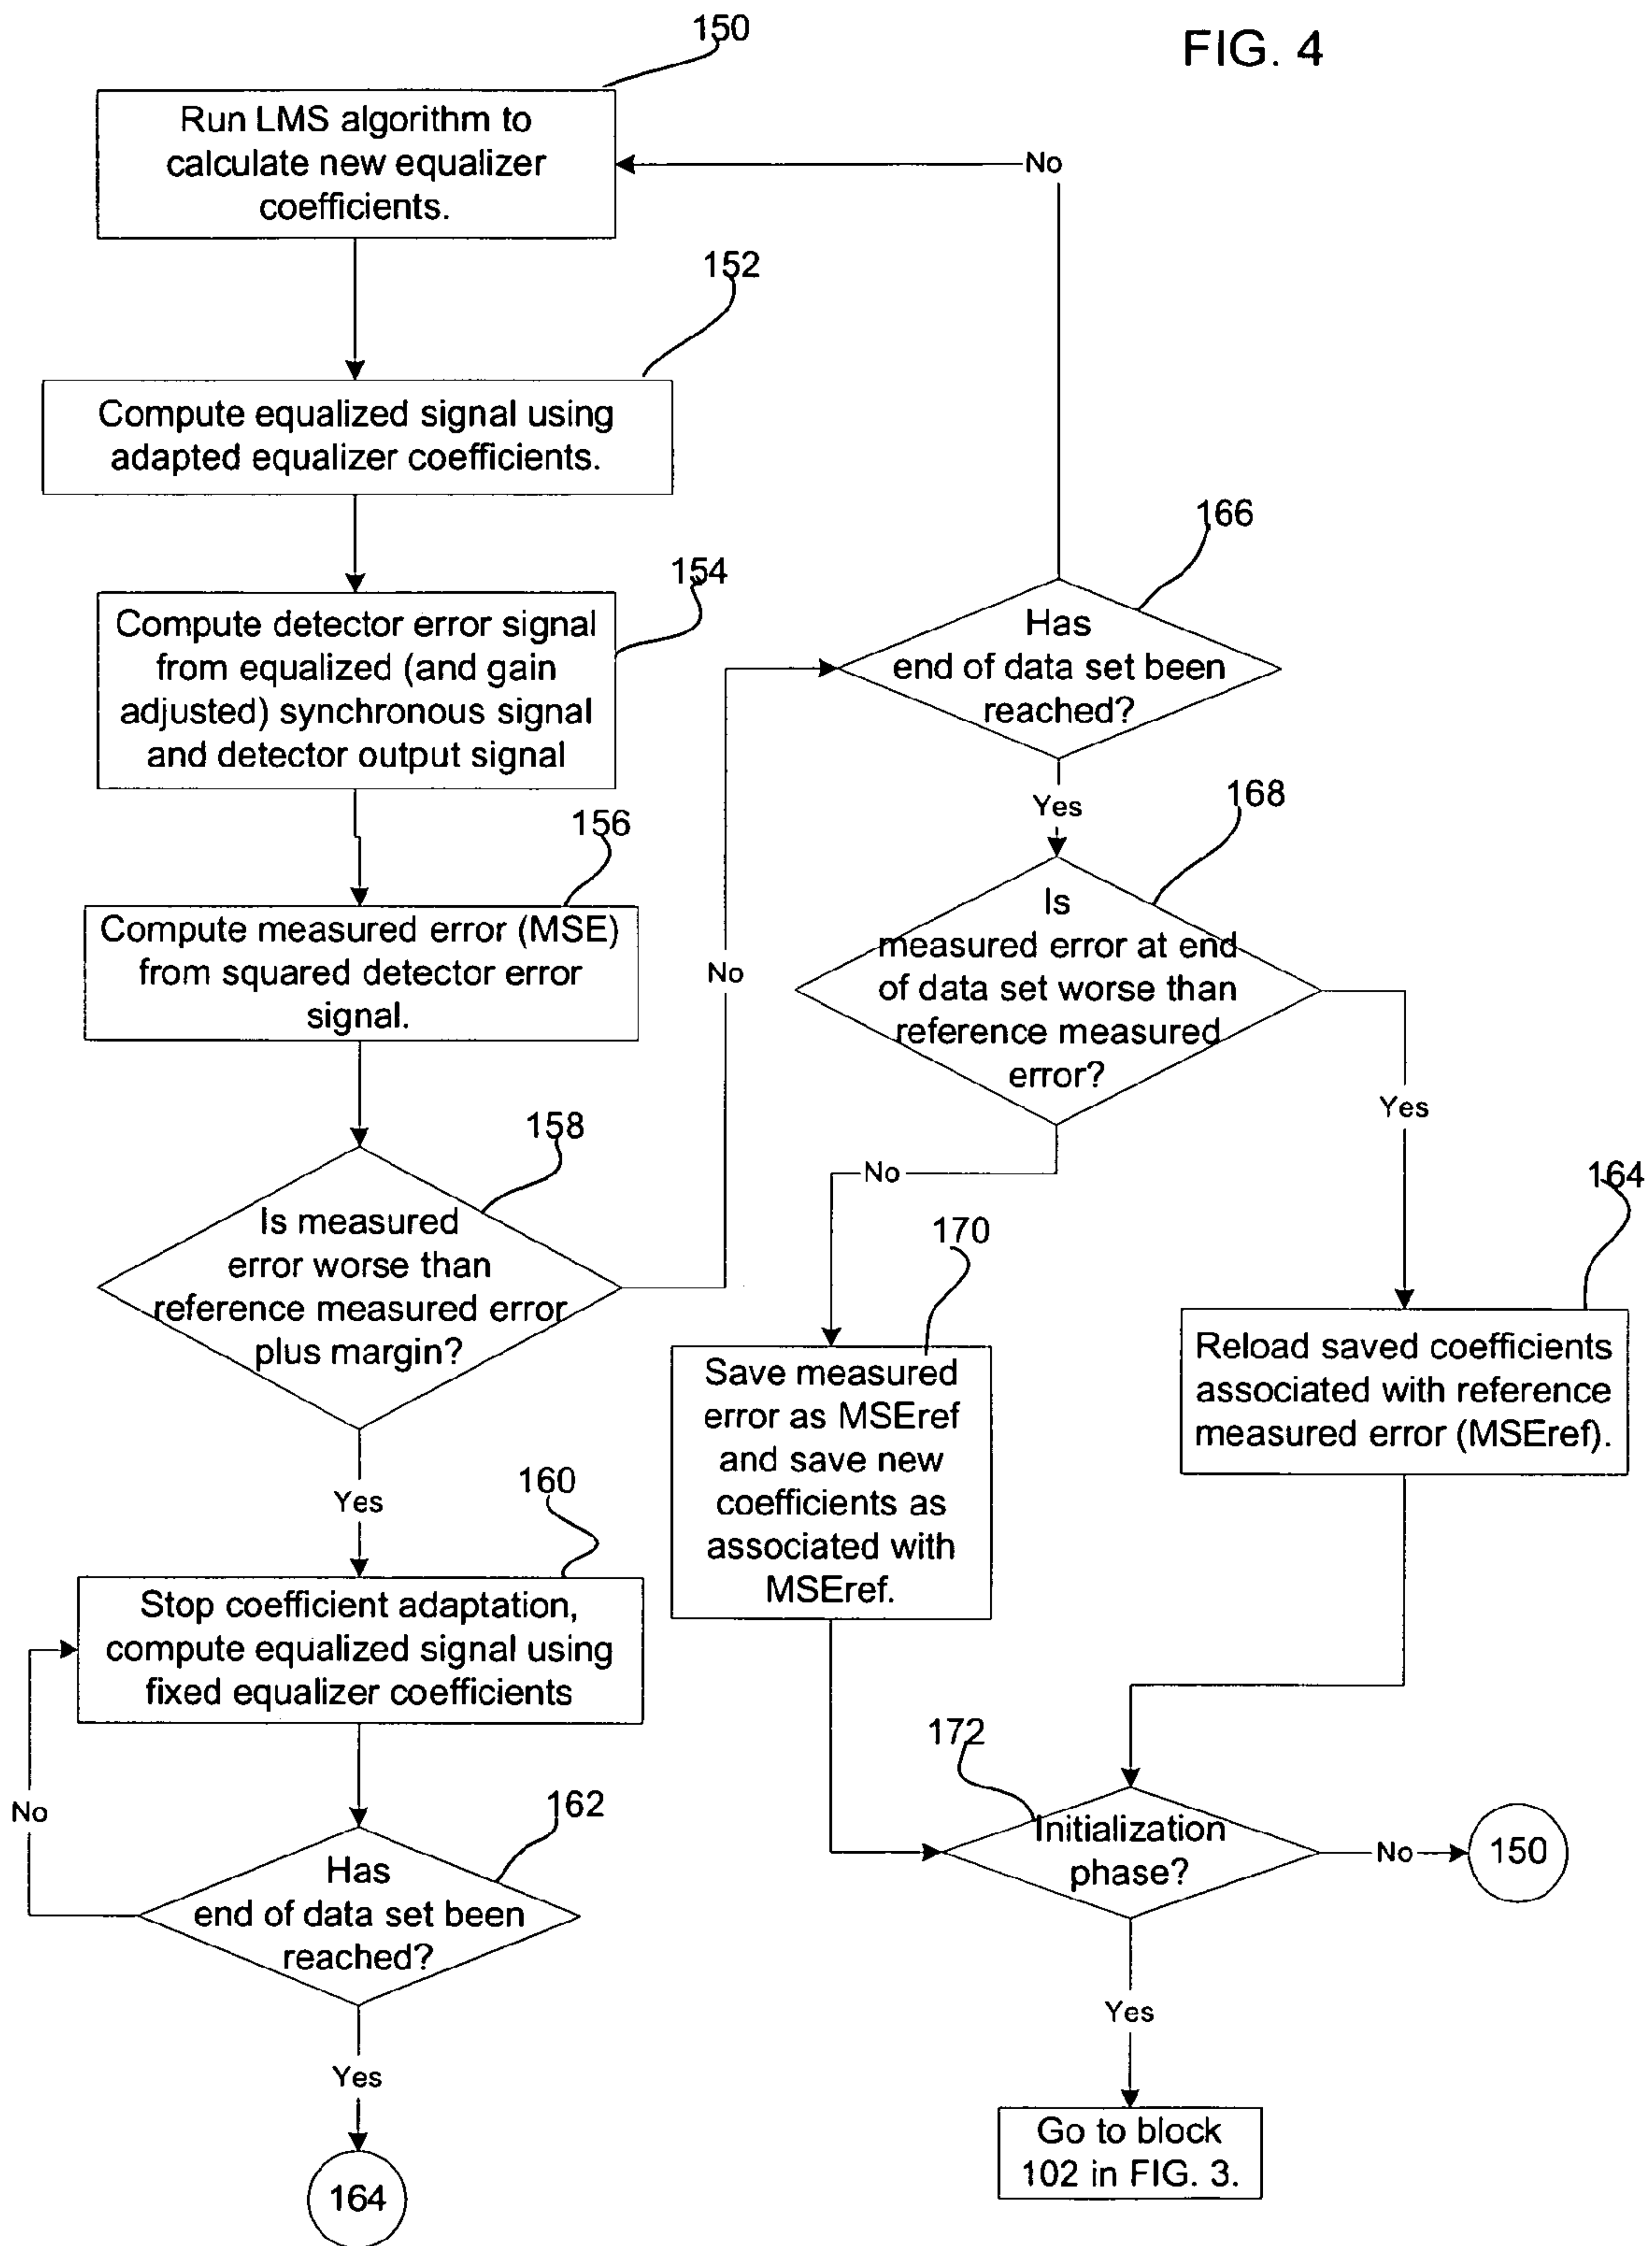 FIG. 4
150
Run LMS algorithm to
calculate new equalizer
coefficients.
No
152
Compute equalized signal using
adapted equalizer coefficients.
154
Compute detector error signal
from equalized (and gain
adjusted) synchronous signal
and detector output signal
156
Compute measured error (MSE)
from squared detector error
signal.
No
158
Is measured
error worse than
reference measured error
plus margin?
Yes
160
Stop coefficient adaptation,
compute equalized signal using
fixed equalizer coefficients
No
162
Has
end of data set been
reached?
Yes
164
166
Has
end of data set been
reached?
Yes
168
Is
measured error at end
of data set worse than
reference measured
error?
Yes
No
164
Reload saved coefficients
associated with reference
measured error (MSEref).
170
Save measured
error as MSEref
and save new
coefficients as
associated with
MSEref.
172
Initialization
phase?
No
150
Yes
Go to block
102 in FIG. 3.